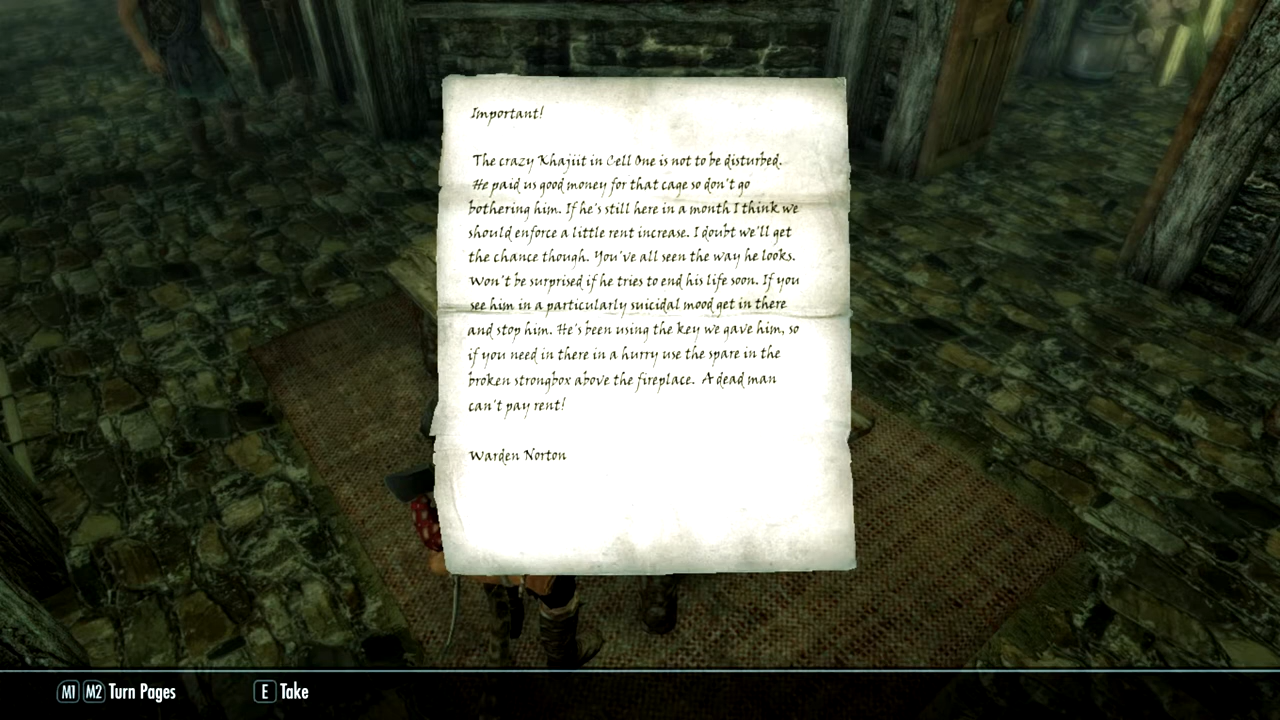 Important!
The crazy Khajiit in Cell One is not to be disturbed.
He paid us good money for that cage so don't go
bothering him. If he's still here in a month I think we
should enforce a little rent increase. I doubt we'll get
the chance though. You've all seen the way he looks.
Won't be surprised if he tries to end his life soon. If you
see him in a particularly suicidal mood get in there
and stop him. He's been using the key we gave him, so
if you need in there in a hurry use the spare in the
broken strongbox above the fireplace. A dead man
can't pay rent!
Warden Norton
M1 M2 Turn Pages E Take